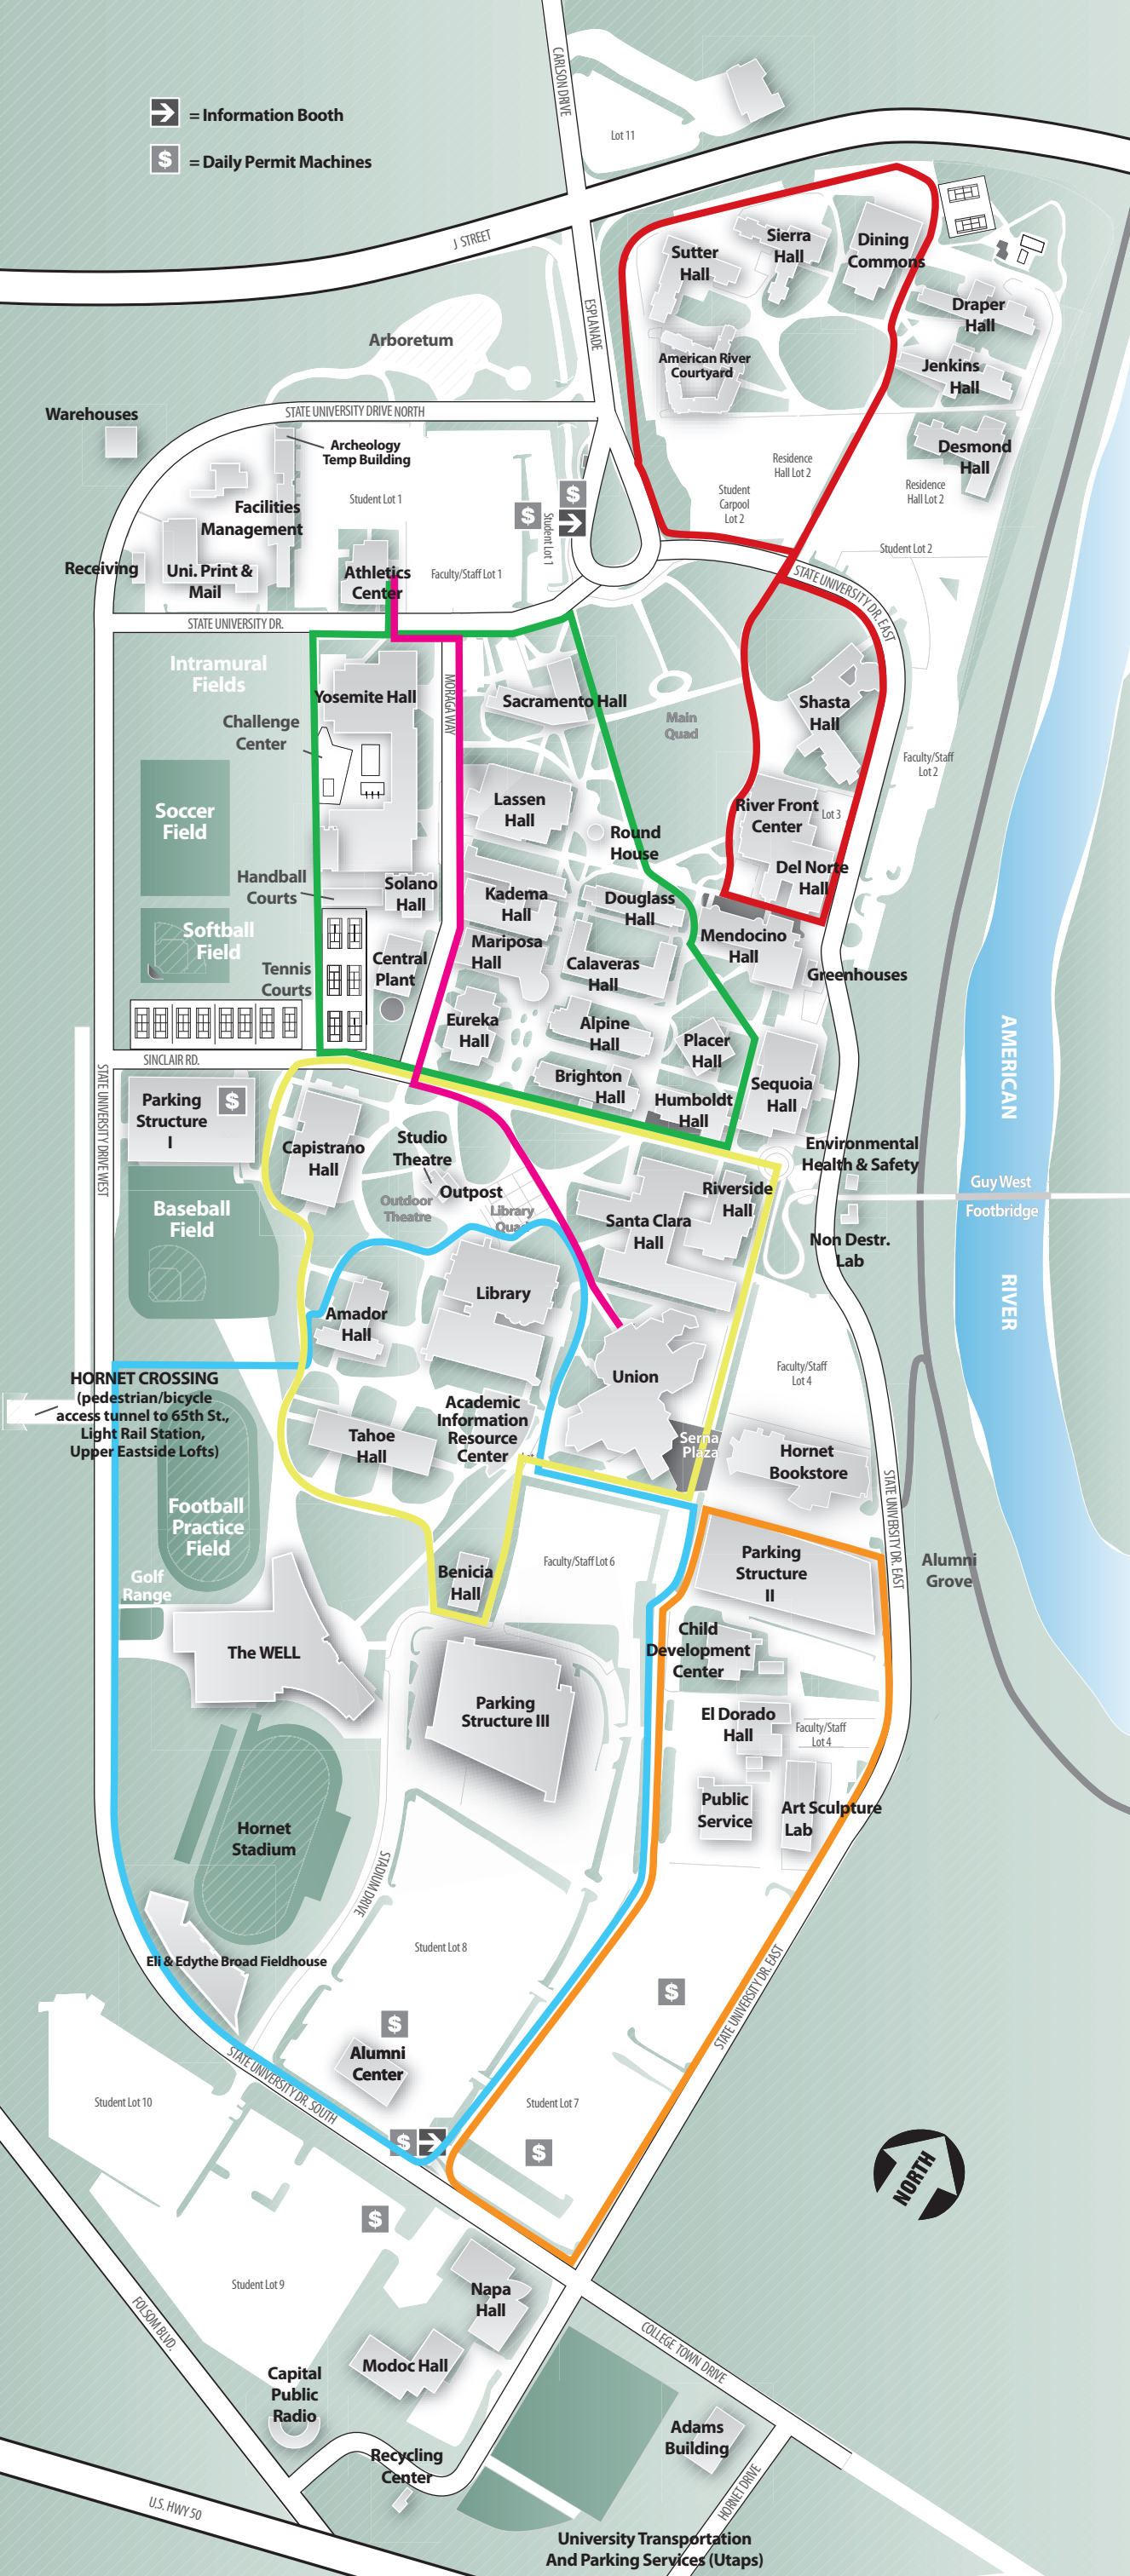 CARLSON DRIVE
➔ = Information Booth
Lot 11
$ = Daily Permit Machines
J STREET
Sierra
Hall
Dining
Commons
Sutter
Hall
Draper
Hall
ESPLANADE
Arboretum
American River
Courtyard
Jenkins
Hall
Warehouses
STATE UNIVERSITY DRIVE NORTH
Archeology
Temp Building
Desmond
Hall
Residence
Hall Lot 2
Residence
Hall Lot 2
Student
Carpool
Lot 2
Student Lot 1
Facilities
Management
$
$
Student Lot 1
Student Lot 2
Receiving
Uni. Print &
Mail
Athletics
Center
Faculty/Staff Lot 1
STATE UNIVERSITY DR. EAST
STATE UNIVERSITY DR.
Intramural
Fields
Yosemite Hall
MORAGA WAY
Sacramento Hall
Main
Quad
Shasta
Hall
Challenge
Center
Faculty/Staff
Lot 2
Soccer
Field
Lassen
Hall
River Front
Center
Lot 3
Round
House
Del Norte
Hall
Handball
Courts
Solano
Hall
Kadema
Hall
Douglass
Hall
Softball
Field
Mariposa
Hall
Mendocino
Hall
Tennis
Courts
Central
Plant
Calaveras
Hall
Greenhouses
Eureka
Hall
Alpine
Hall
Placer
Hall
AMERICAN
RIVER
SINCLAIR RD.
Brighton
Hall
Sequoia
Hall
STATE UNIVERSITY DRIVE WEST
Parking
Structure
I
$
Humboldt
Hall
Capistrano
Hall
Studio
Theatre
Environmental
Health & Safety
Outpost
Riverside
Hall
Guy West
Footbridge
Baseball
Field
Outdoor
Theatre
Library
Quad
Santa Clara
Hall
Non Destr.
Lab
Library
Amador
Hall
Union
Faculty/Staff
Lot 4
HORNET CROSSING
(pedestrian/bicycle
access tunnel to 65th St.,
Light Rail Station,
Upper Eastside Lofts)
Academic
Information
Resource
Center
Tahoe
Hall
Serna
Plaza
Hornet
Bookstore
STATE UNIVERSITY DR. EAST
Football
Practice
Field
Faculty/Staff Lot 6
Parking
Structure
II
Alumni
Grove
Golf
Range
Benicia
Hall
The WELL
Child
Development
Center
Parking
Structure III
El Dorado
Hall
Faculty/Staff
Lot 4
Public
Service
Art Sculpture
Lab
Hornet
Stadium
STADIUM DRIVE
Student Lot 8
Eli & Edythe Broad Fieldhouse
$
STATE UNIVERSITY DR. EAST
$
Alumni
Center
STATE UNIVERSITY DR. SOUTH
Student Lot 10
Student Lot 7
$
$
NORTH
$
Student Lot 9
Napa
Hall
FOLSOM BLVD.
COLLEGE TOWN DRIVE
Modoc Hall
Capital
Public
Radio
Adams
Building
Recycling
Center
HORNET DRIVE
U.S. HWY 50
University Transportation
And Parking Services (Utaps)